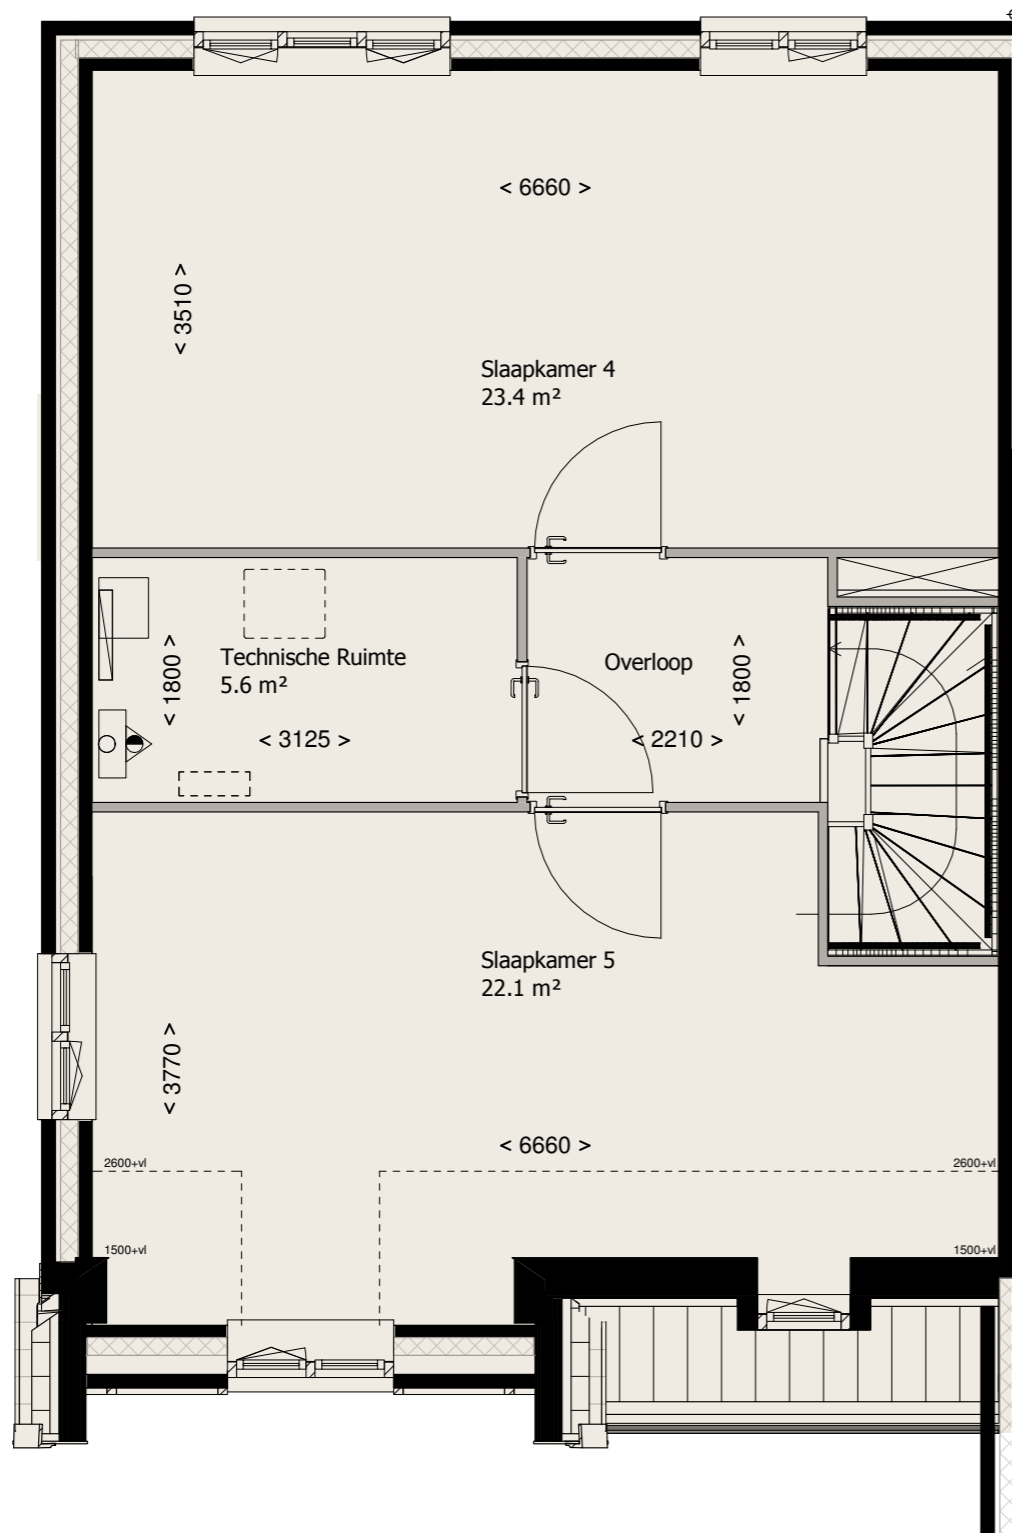 < 6660 >
< 3510 >
Slaapkamer 4
23.4 m²
Technische Ruimte
5.6 m²
< 1800 >
< 3125 >
Overloop
< 1800 >
< 2210 >
Slaapkamer 5
22.1 m²
< 3770 >
< 6660 >
2600+vl
2600+vl
1500+vl
1500+vl